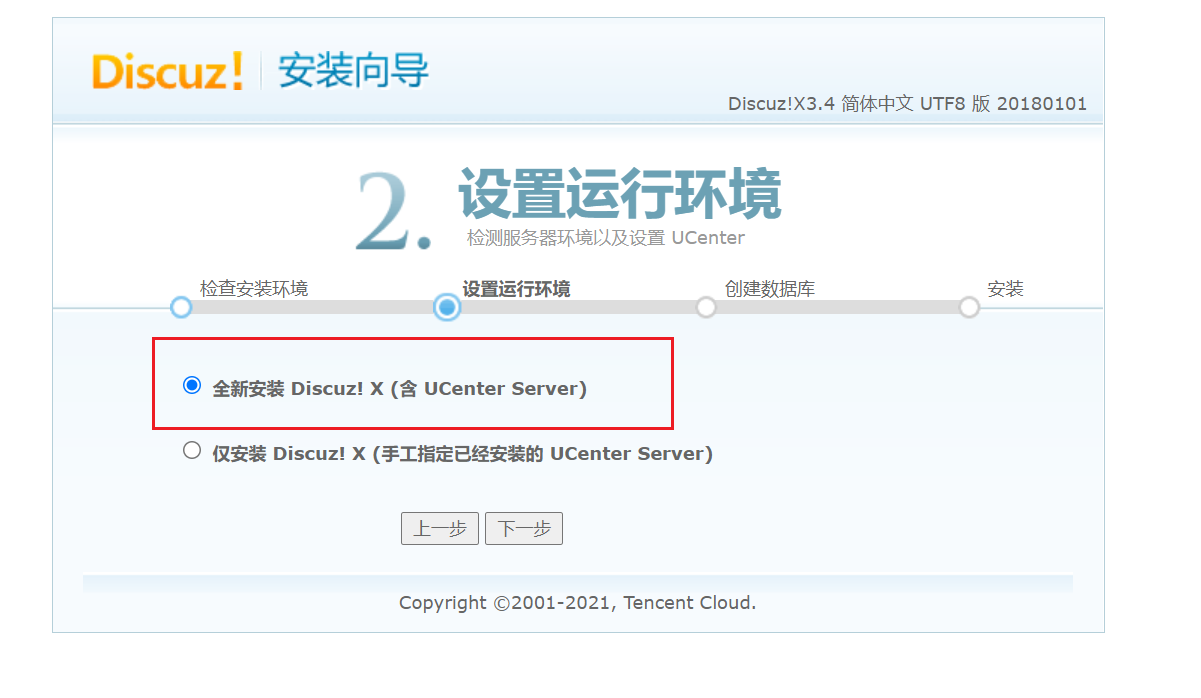 Discuz! 安装向导
Discuz!X3.4 简体中文 UTF8 版 20180101
2. 设置运行环境
检测服务器环境以及设置 UCenter
检查安装环境 设置运行环境 创建数据库 安装
全新安装 Discuz! X (含 UCenter Server)
仅安装 Discuz! X (手工指定已经安装的 UCenter Server)
上一步 下一步
Copyright ©2001-2021, Tencent Cloud.